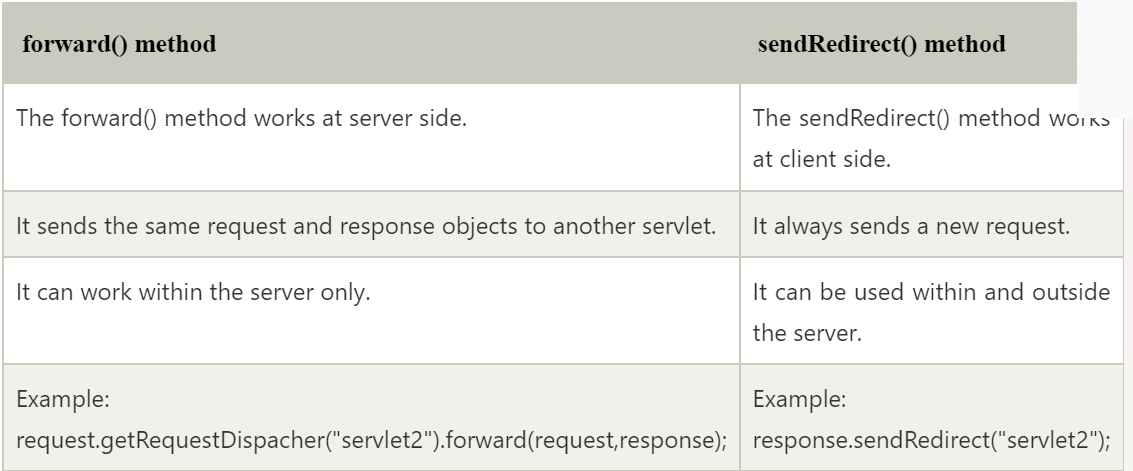 forward() method
sendRedirect() method
The forward() method works at server side.
The sendRedirect() method works
at client side.
It sends the same request and response objects to another servlet.
It always sends a new request.
It can work within the server only.
It can be used within and outside
the server.
Example:
request.getRequestDispacher("servlet2").forward(request,response);
Example:
response.sendRedirect("servlet2");